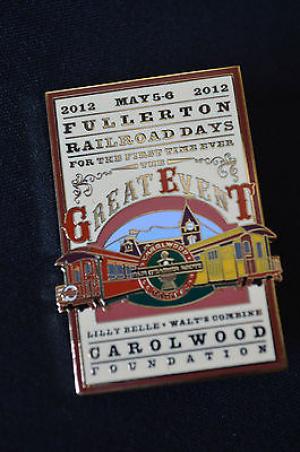 2012 MAY 5-6 2012
FULLERTON
RAILROAD DAYS
FOR THE FIRST TIME EVER
THE
GREAT EVENT
CAROLWOOD
LILLY BELLE • WALT'S COMBINE
CAROLWOOD
FOUNDATION